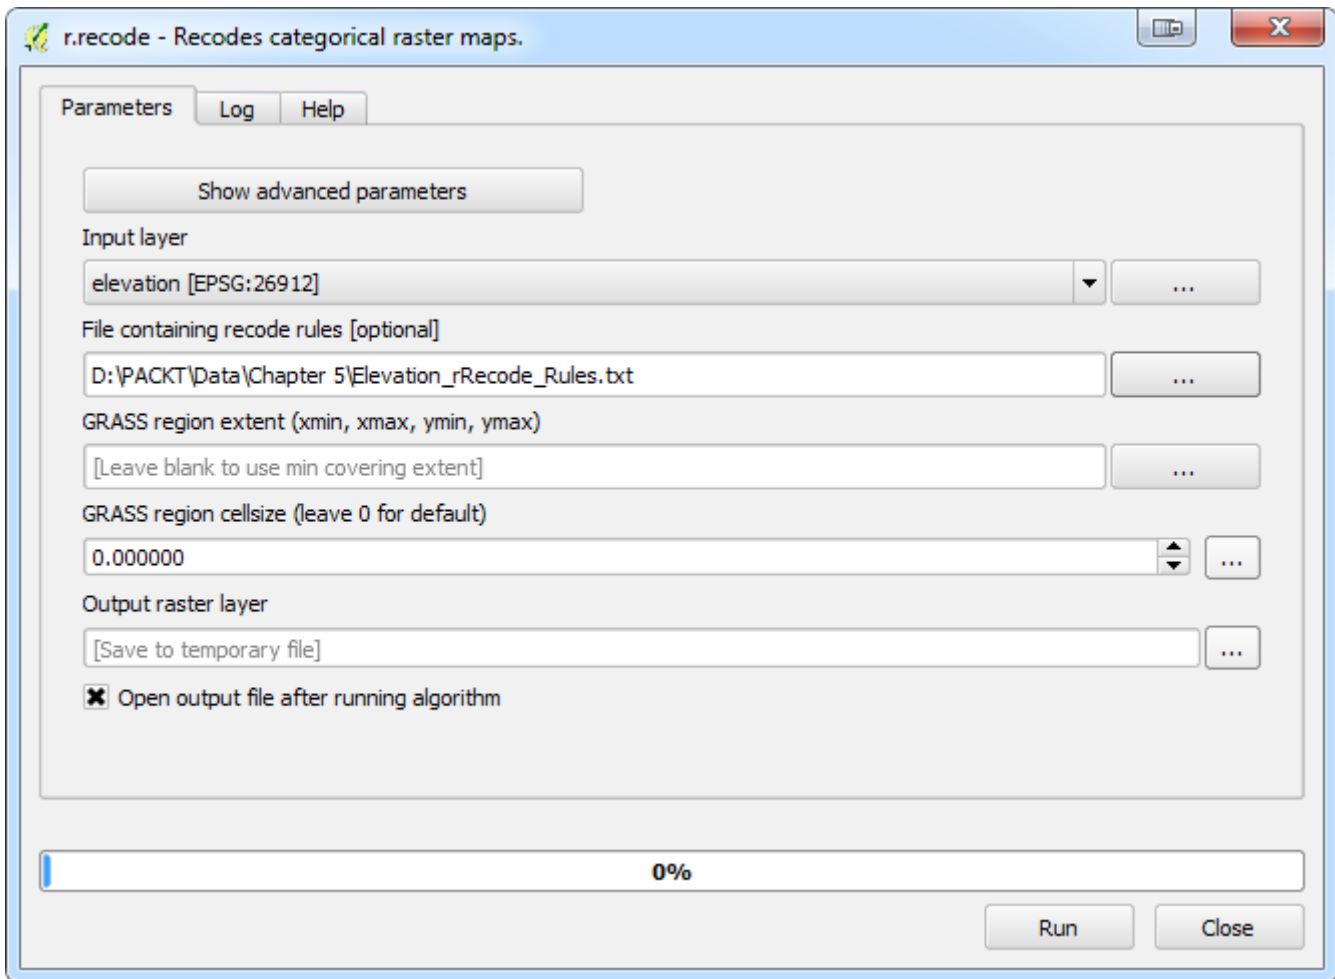 r.recode - Recodes categorical raster maps.
Parameters Log Help
Show advanced parameters
Input layer
elevation [EPSG:26912] ...
File containing recode rules [optional]
D:\PACKT\Data\Chapter 5\Elevation_rRecode_Rules.txt ...
GRASS region extent (xmin, xmax, ymin, ymax)
[Leave blank to use min covering extent] ...
GRASS region cellsize (leave 0 for default)
0.000000 ...
Output raster layer
[Save to temporary file] ...
Open output file after running algorithm
0%
Run Close